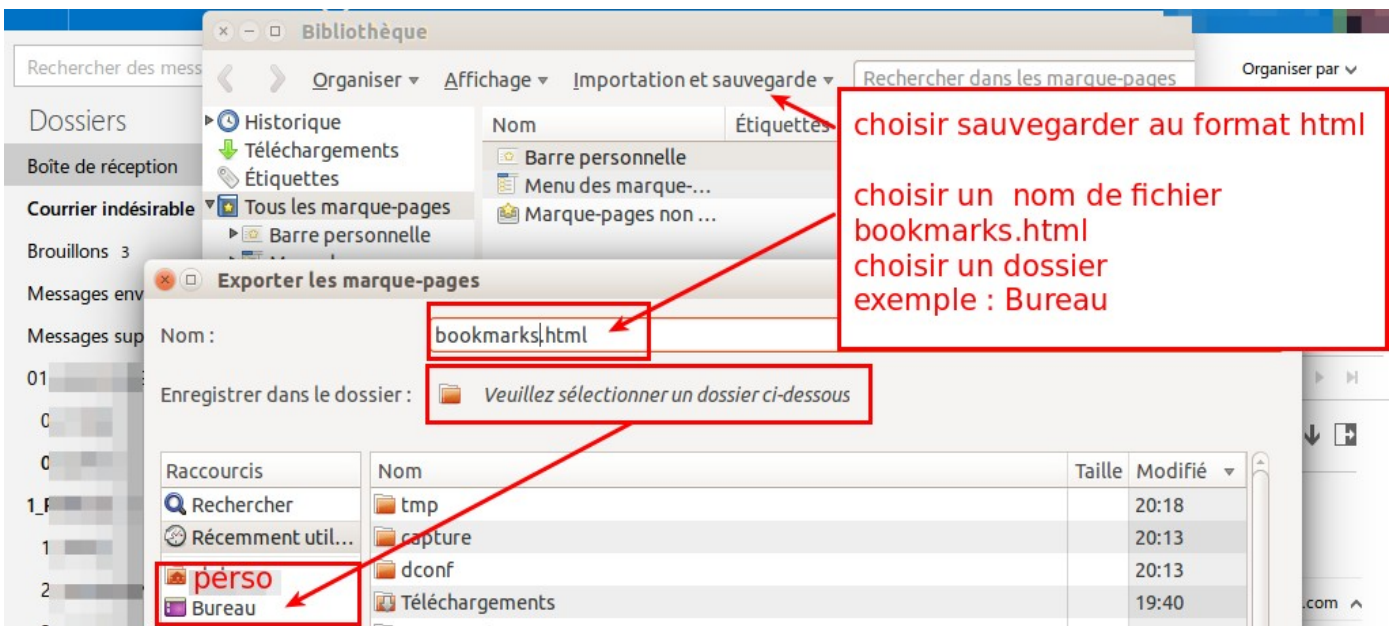 Bibliothèque
Rechercher des mess
Organiser Affichage Importation et sauvegarde Rechercher dans les marque-pages
Organiser par
Dossiers
Boîte de réception
Courrier indésirable
Brouillons 3
Messages env
Messages sup
01
1_
1
2
Historique
Téléchargements
Étiquettes
Tous les marque-pages
Barre personnelle
Nom Étiquettes
Barre personnelle
Menu des marque-...
Marque-pages non ...
choisir sauvegarder au format html
choisir un nom de fichier
bookmarks.html
choisir un dossier
exemple : Bureau
Exporter les marque-pages
Nom : bookmarks.html
Enregistrer dans le dossier : Veuillez sélectionner un dossier ci-dessous
Raccourcis
Rechercher
Récemment util...
perso
Bureau
Nom Taille Modifié
tmp 20:18
capture 20:13
dconf 20:13
Téléchargements 19:40
.com